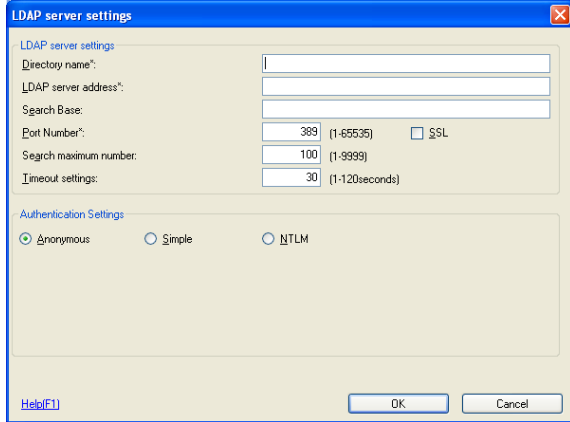 LDAP server settings
LDAP server settings
Directory name*:
LDAP server address*:
Search Base:
Port Number*: 389 (1-65535) SSL
Search maximum number: 100 (1-9999)
Timeout settings: 30 (1-120seconds)
Authentication Settings
Anonymous Simple NTLM
Help(F1) OK Cancel